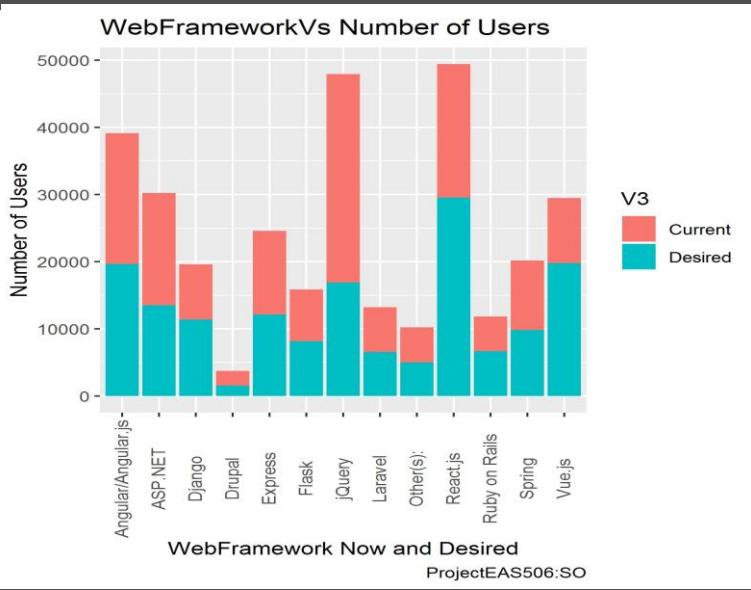 WebFrameworkVs Number of Users
50000
40000
30000
20000
10000
0
Number of Users
Angular/Angular.js
ASP.NET
Django
Drupal
Express
Flask
jQuery
Laravel
Other(s):
React.js
Ruby on Rails
Spring
Vue.js
WebFramework Now and Desired
ProjectEAS506:SO
V3
Current
Desired